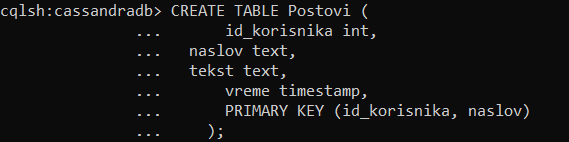 cqlsh:cassandradb> CREATE TABLE Postovi (
... id_korisnika int,
... naslov text,
... tekst text,
... vreme timestamp,
... PRIMARY KEY (id_korisnika, naslov)
... );